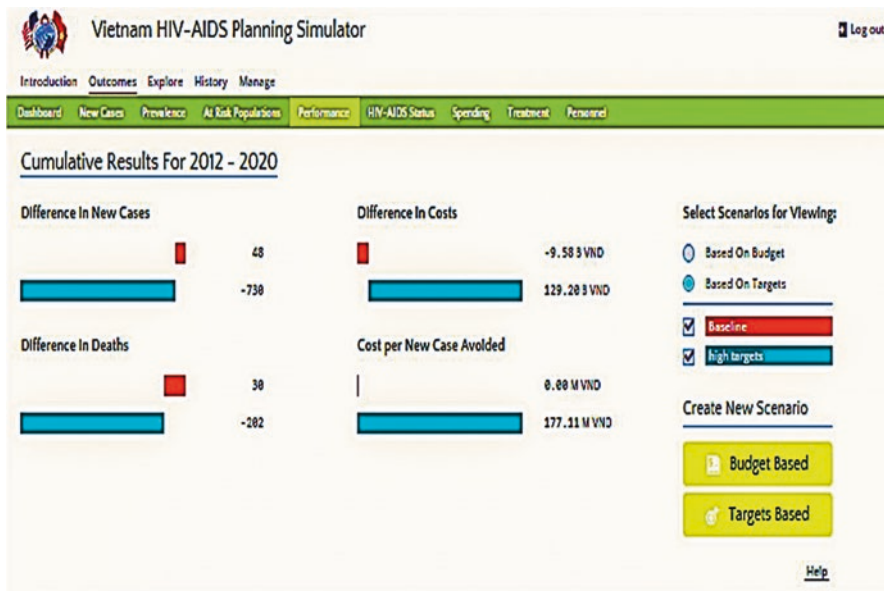 Vietnam HIV-AIDS Planning Simulator
Log out
Introduction Outcomes Explore History Manage
Dashboard New Cases Prevalence At Risk Populations Performance HIV-AIDS Status Spending Treatment Personnel
Cumulative Results For 2012 - 2020
Difference In New Cases
48
-730
Difference In Deaths
30
-202
Difference In Costs
-9.58 B VND
129.20 B VND
Cost per New Case Avoided
0.00 M VND
177.11 M VND
Select Scenarios for Viewing:
Based On Budget
Based On Targets
Baseline
high targets
Create New Scenario
Budget Based
Targets Based
Help